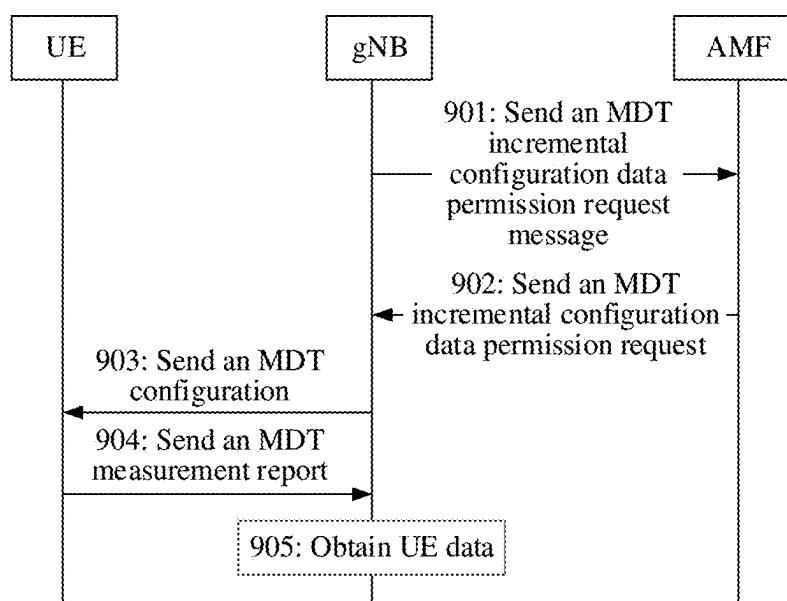 UE
gNB
AMF
901: Send an MDT
incremental
configuration data
permission request
message
902: Send an MDT
incremental configuration
data permission request
903: Send an MDT
configuration
904: Send an MDT
measurement report
905: Obtain UE data